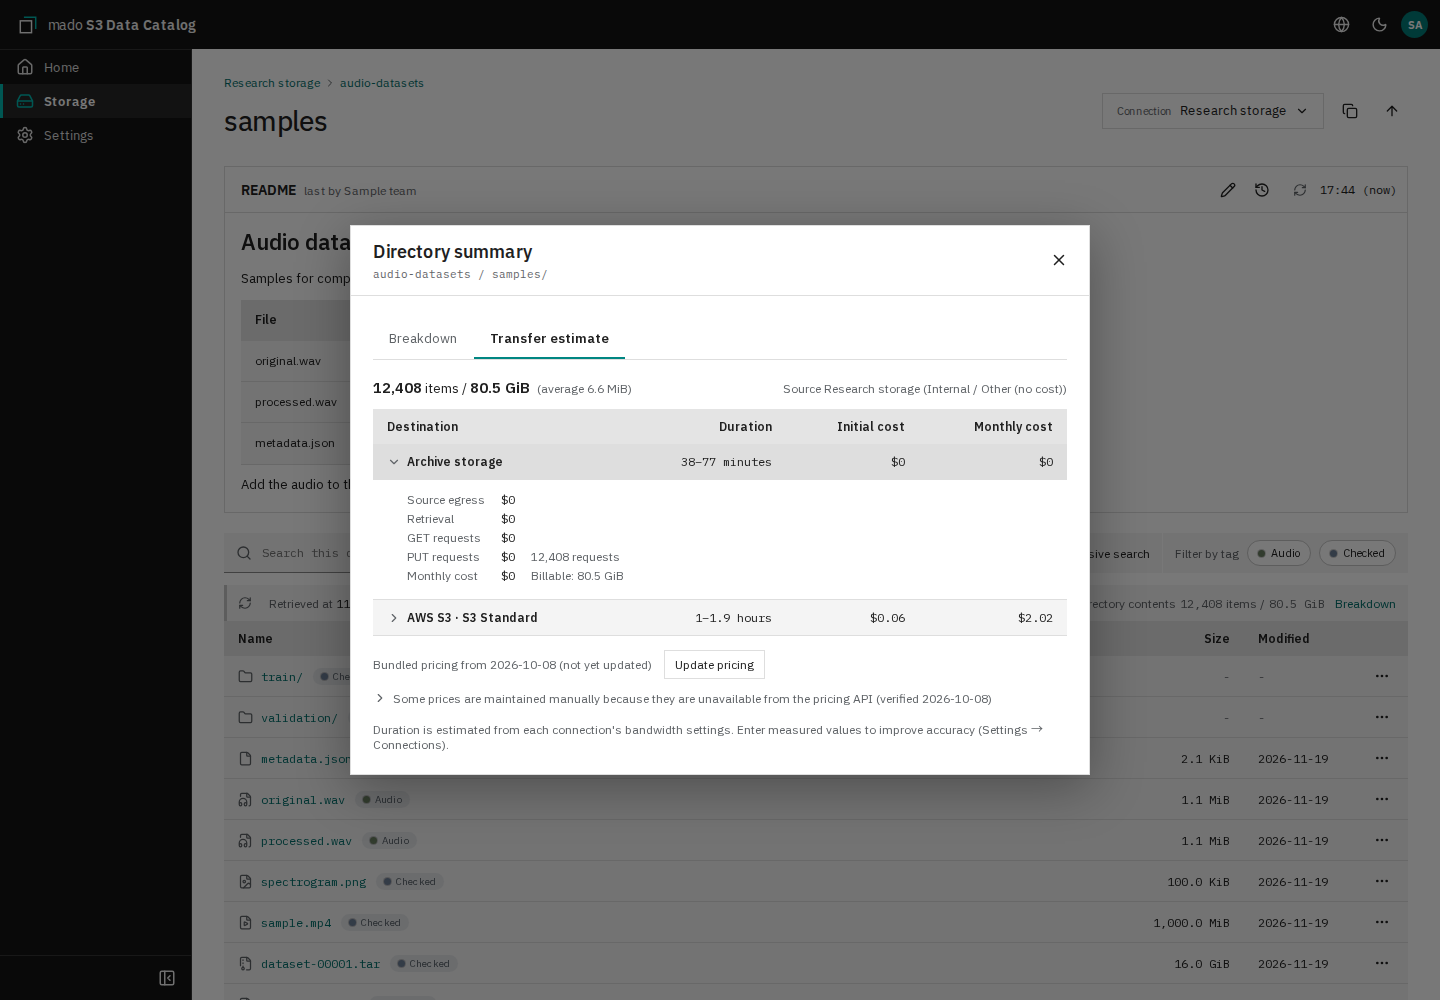 mado S3 Data Catalog
SA
Home
Storage
Settings
Research storage > audio-datasets
samples
Connection Research storage
README last by Sample team
17:44 (now)
Audio data
Samples for comp
File
original.wav
processed.wav
metadata.json
Add the audio to th
Directory summary
audio-datasets / samples/
Breakdown
Transfer estimate
12,408 items / 80.5 GiB (average 6.6 MiB)
Source Research storage (Internal / Other (no cost))
Destination Duration Initial cost Monthly cost
Archive storage 38–77 minutes $0 $0
Source egress $0
Retrieval $0
GET requests $0
PUT requests $0 12,408 requests
Monthly cost $0 Billable: 80.5 GiB
AWS S3 · S3 Standard 1–1.9 hours $0.06 $2.02
Bundled pricing from 2026-10-08 (not yet updated) Update pricing
Some prices are maintained manually because they are unavailable from the pricing API (verified 2026-10-08)
Duration is estimated from each connection's bandwidth settings. Enter measured values to improve accuracy (Settings →
Connections).
Search this
sive search
Filter by tag Audio Checked
Retrieved at 11
rectory contents 12,408 items / 80.5 GiB Breakdown
Name Size Modified
train/ Che - -
validation/ - -
metadata.json 2.1 KiB 2026-11-19
original.wav Audio 1.1 MiB 2026-11-19
processed.wav Audio 1.1 MiB 2026-11-19
spectrogram.png Checked 100.0 KiB 2026-11-19
sample.mp4 Checked 1,000.0 MiB 2026-11-19
dataset-00001.tar Checked 16.0 GiB 2026-11-19